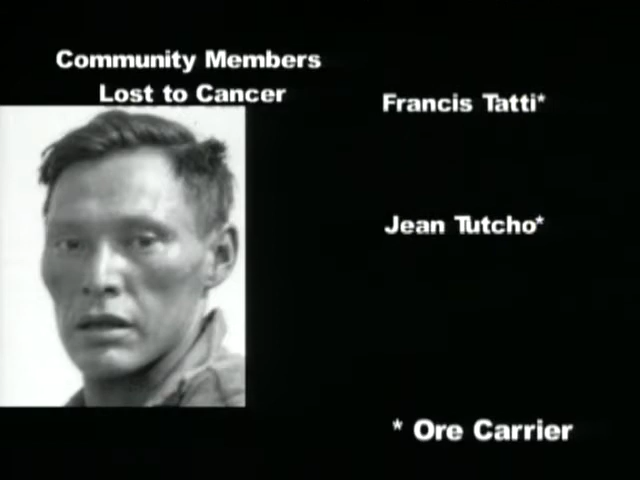 Community Members
Lost to Cancer
Francis Tatti*
Jean Tutcho*
* Ore Carrier